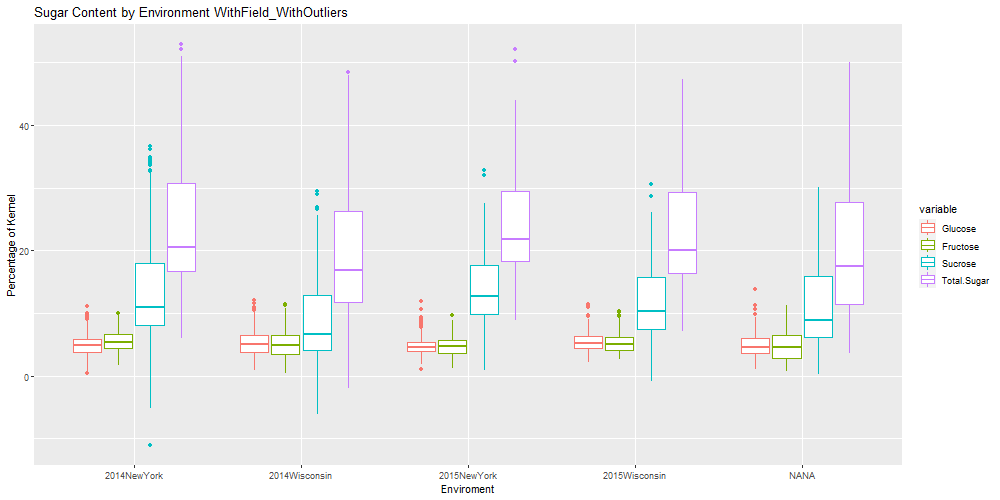 Sugar Content by Environment WithField_WithOutliers
Percentage of Kernel
40
20
0
2014NewYork
2014Wisconsin
2015NewYork
2015Wisconsin
NANA
Enviroment
variable
Glucose
Fructose
Sucrose
Total.Sugar